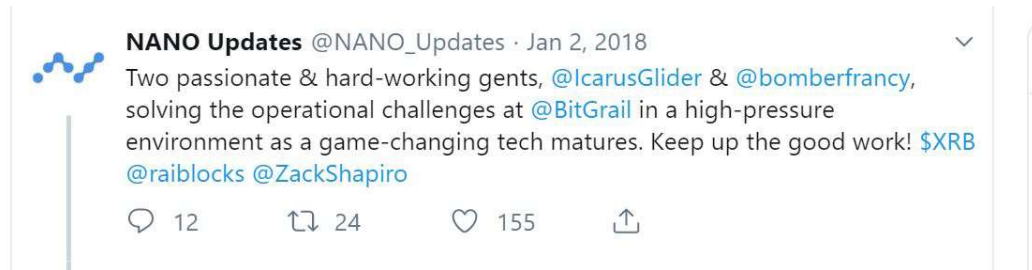 NANO Updates @NANO_Updates · Jan 2, 2018
Two passionate & hard-working gents, @IcarusGlider & @bomberfrancy,
solving the operational challenges at @BitGrail in a high-pressure
environment as a game-changing tech matures. Keep up the good work! $XRB
@raiblocks @ZackShapiro
12 24 155